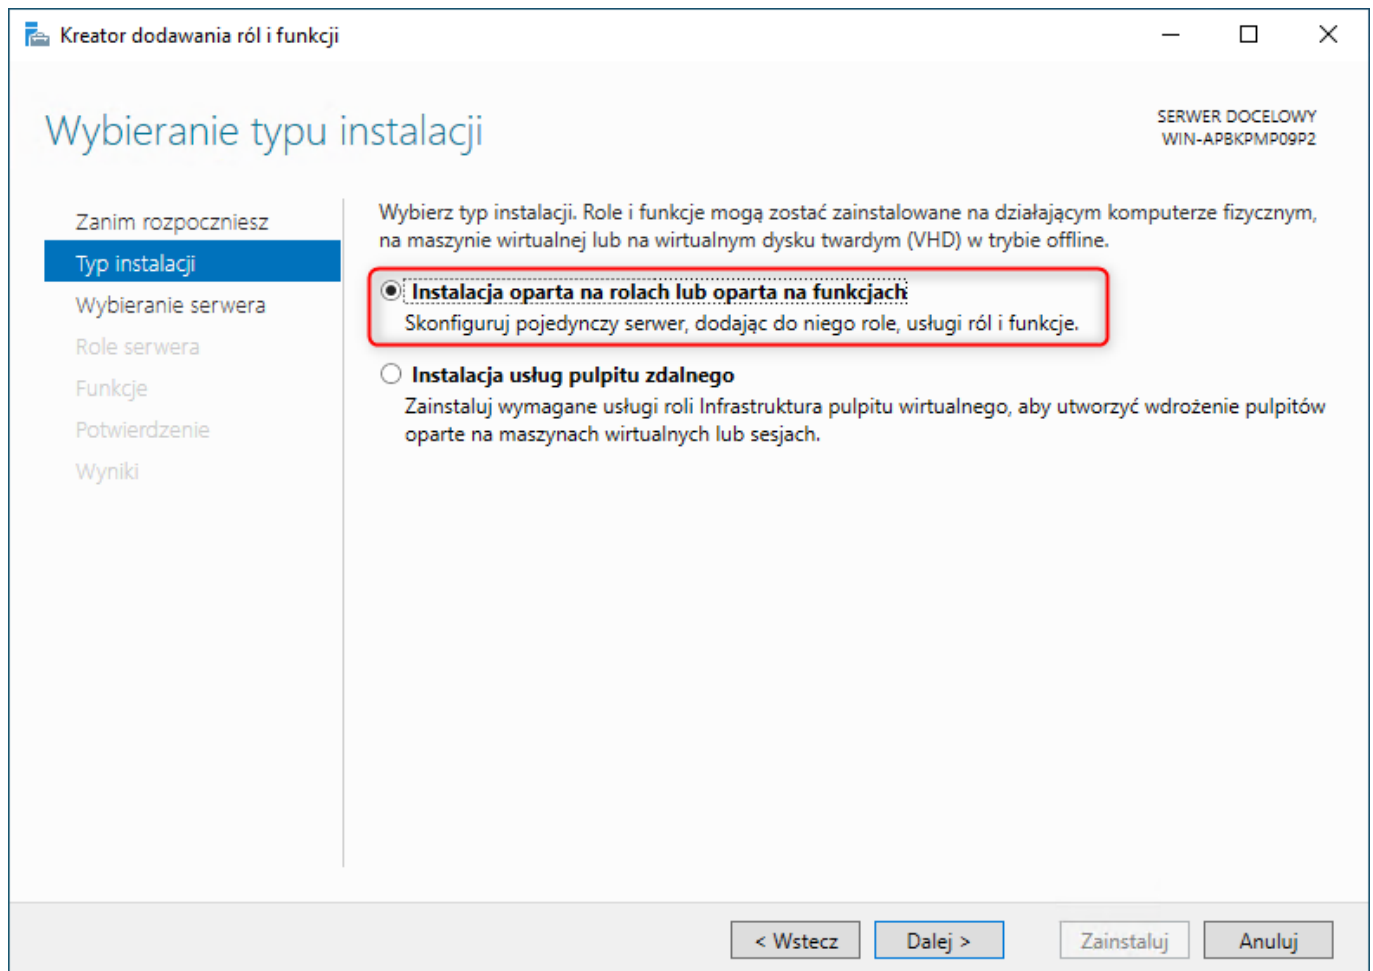 Kreator dodawania ról i funkcji
Wybieranie typu instalacji
SERWER DOCELOWY
WIN-APBKPMP09P2
Zanim rozpoczniesz
Typ instalacji
Wybieranie serwera
Role serwera
Funkcje
Potwierdzenie
Wyniki
Wybierz typ instalacji. Role i funkcje mogą zostać zainstalowane na działającym komputerze fizycznym,
na maszynie wirtualnej lub na wirtualnym dysku twardym (VHD) w trybie offline.
Instalacja oparta na rolach lub oparta na funkcjach
Skonfiguruj pojedynczy serwer, dodając do niego role, usługi ról i funkcje.
Instalacja usług pulpitu zdalnego
Zainstaluj wymagane usługi roli Infrastruktura pulpitu wirtualnego, aby utworzyć wdrożenie pulpitów
oparte na maszynach wirtualnych lub sesjach.
< Wstecz
Dalej >
Zainstaluj
Anuluj